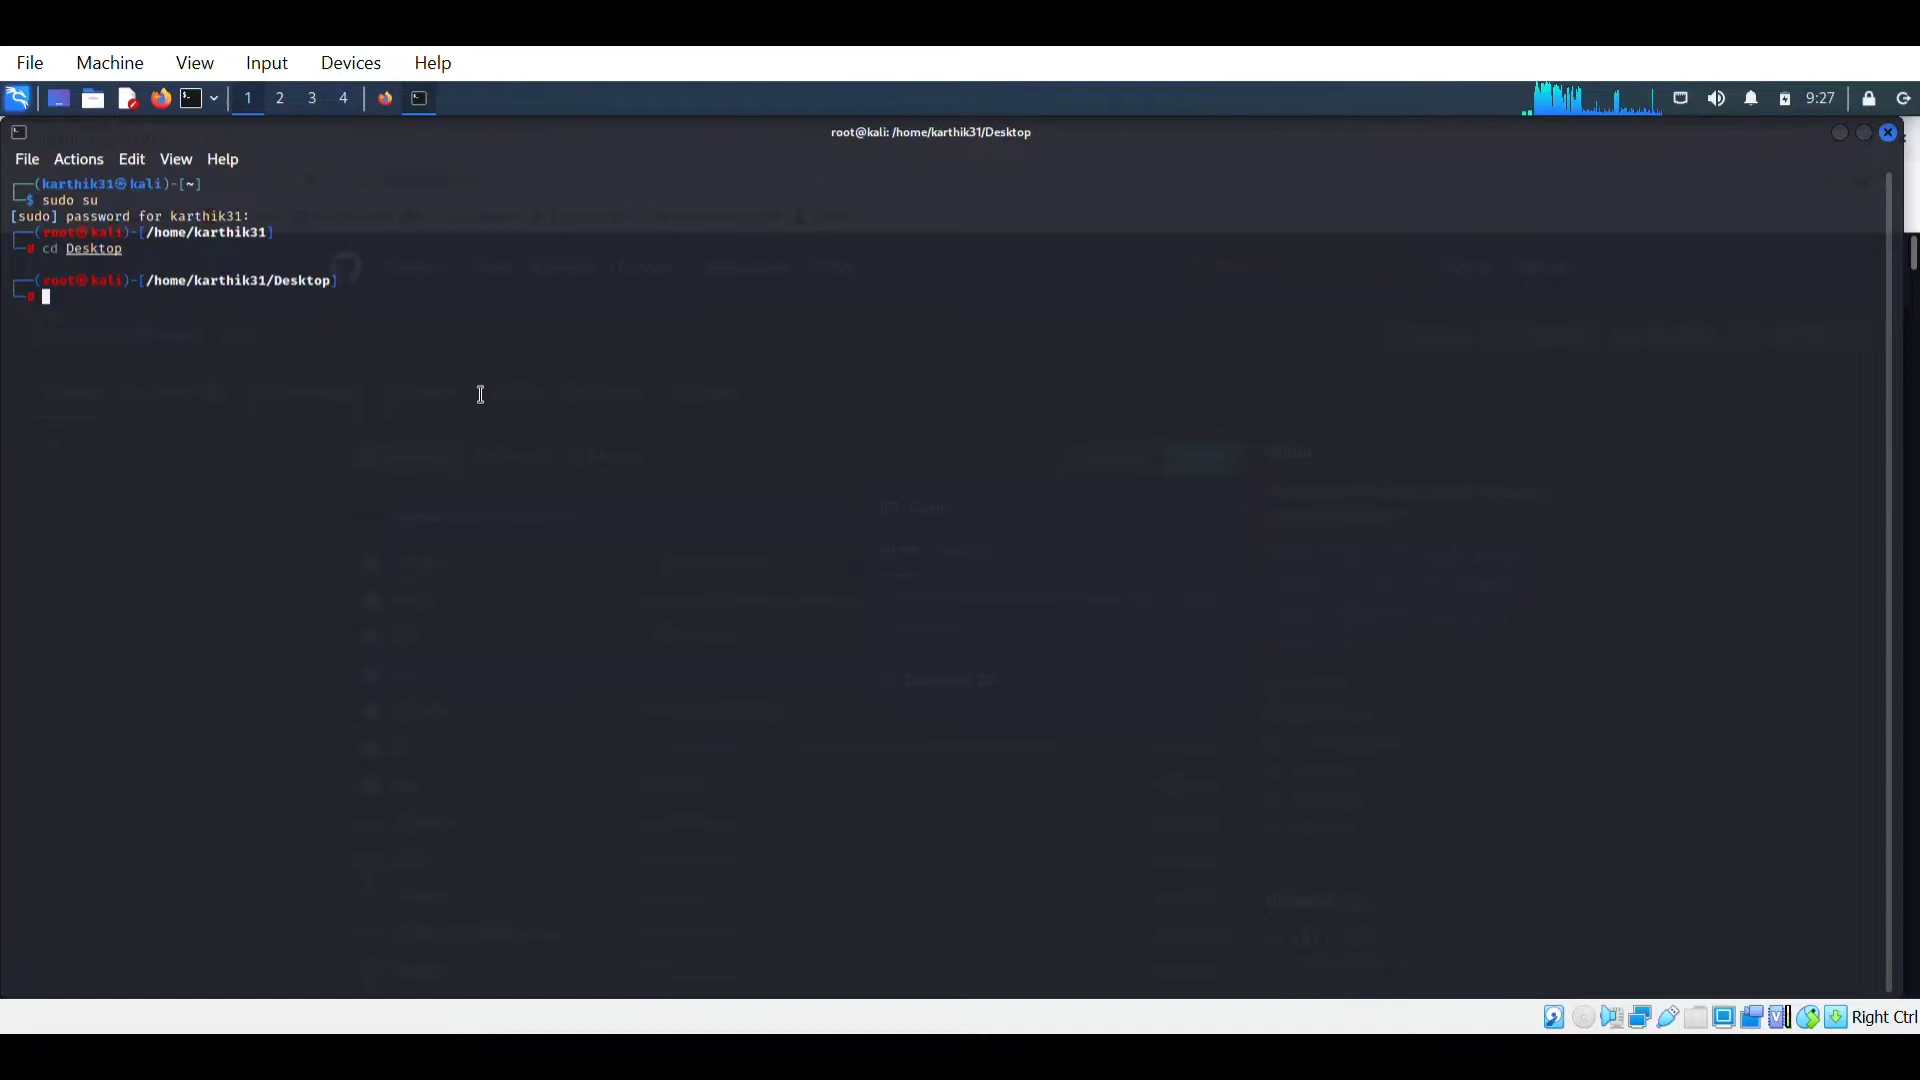 File Machine View Input Devices Help
1 2 3 4 9:27
root@kali: /home/karthik31/Desktop
File Actions Edit View Help
┌──(karthik31㉿kali)-[~]
└─$ sudo su
[sudo] password for karthik31:
┌──(root㉿kali)-[/home/karthik31]
└─# cd Desktop
┌──(root㉿kali)-[/home/karthik31/Desktop]
└─#
Right Ctrl